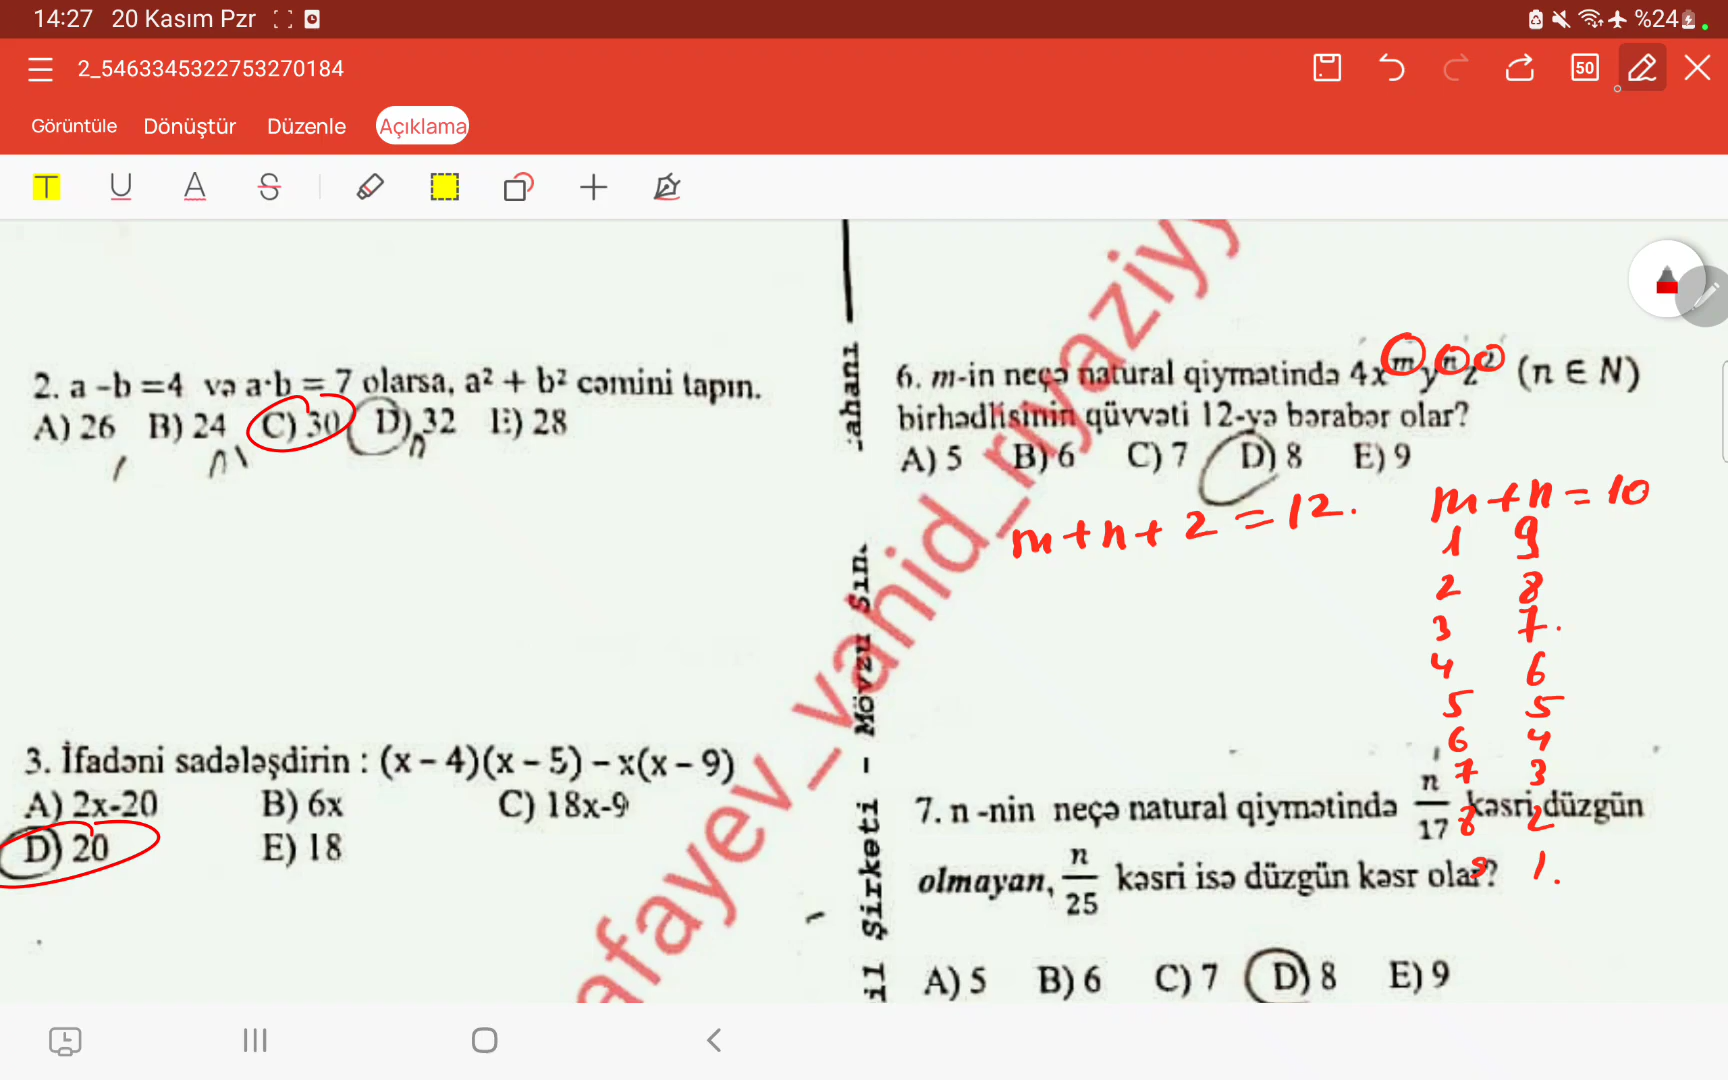 14:27 20 Kasım Pzr %24
2_5463345322753270184 50
Görüntüle Dönüştür Düzenle Açıklama
T U A S
2. a - b = 4 və a·b = 7 olarsa, a² + b² cəmini tapın.
A) 26 B) 24 C) 30 D) 32 E) 28
3. İfadəni sadələşdirin : (x – 4)(x – 5) – x(x – 9)
A) 2x-20 B) 6x C) 18x-9
D) 20 E) 18
il Şirkəti – Mövzu Sın.
afayev_vahid_riyaziyy
6. m-in neçə natural qiymətində 4xᵐyⁿz² (n ∈ N)
birhədlisinin qüvvəti 12-yə bərabər olar?
A) 5 B) 6 C) 7 D) 8 E) 9
m + n + 2 = 12.
m + n = 10
1 9
2 8
3 7.
4 6
5 5
6 4
7 3
8 2
9 1.
7. n -nin neçə natural qiymətində n/17 kəsri düzgün
olmayan, n/25 kəsri isə düzgün kəsr olar?
A) 5 B) 6 C) 7 D) 8 E) 9